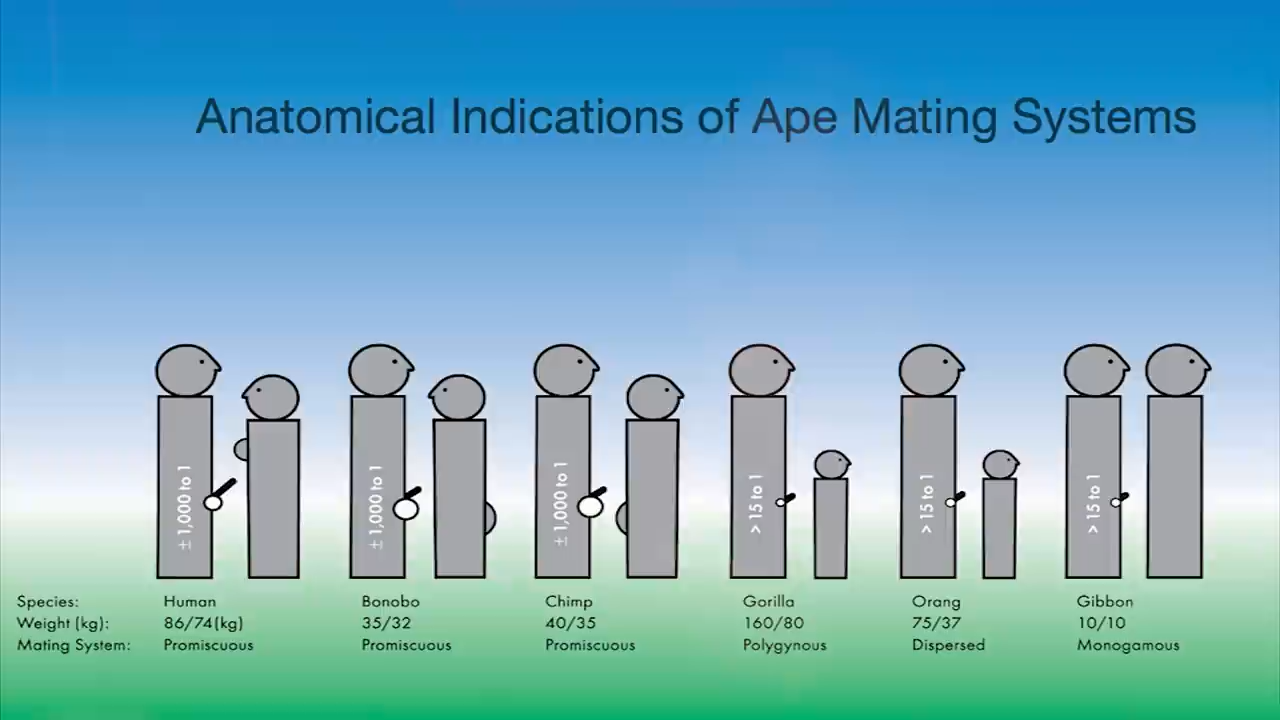 Anatomical Indications of Ape Mating Systems
± 1,000 to 1
± 1,000 to 1
± 1,000 to 1
> 15 to 1
> 15 to 1
> 15 to 1
Species: Human Bonobo Chimp Gorilla Orang Gibbon
Weight (kg): 86/74(kg) 35/32 40/35 160/80 75/37 10/10
Mating System: Promiscuous Promiscuous Promiscuous Polygynous Dispersed Monogamous